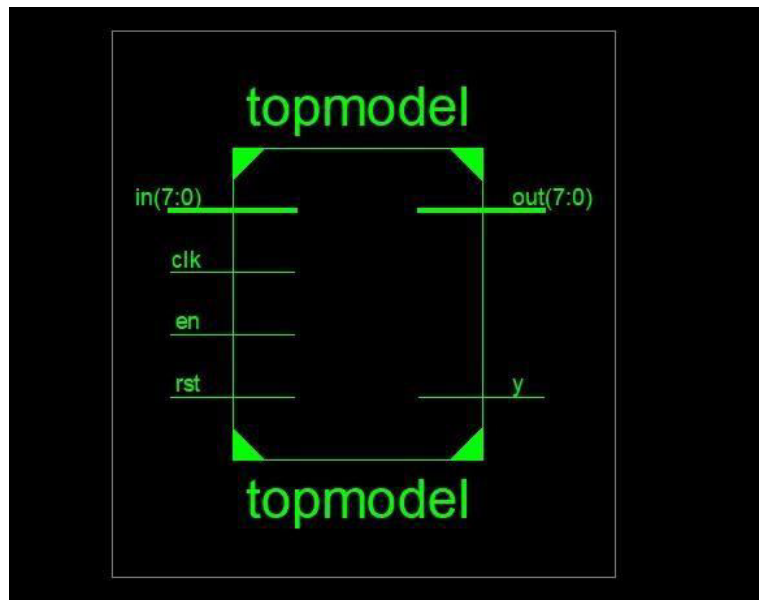 topmodel
in(7:0) out(7:0)
clk
en
rst y
topmodel